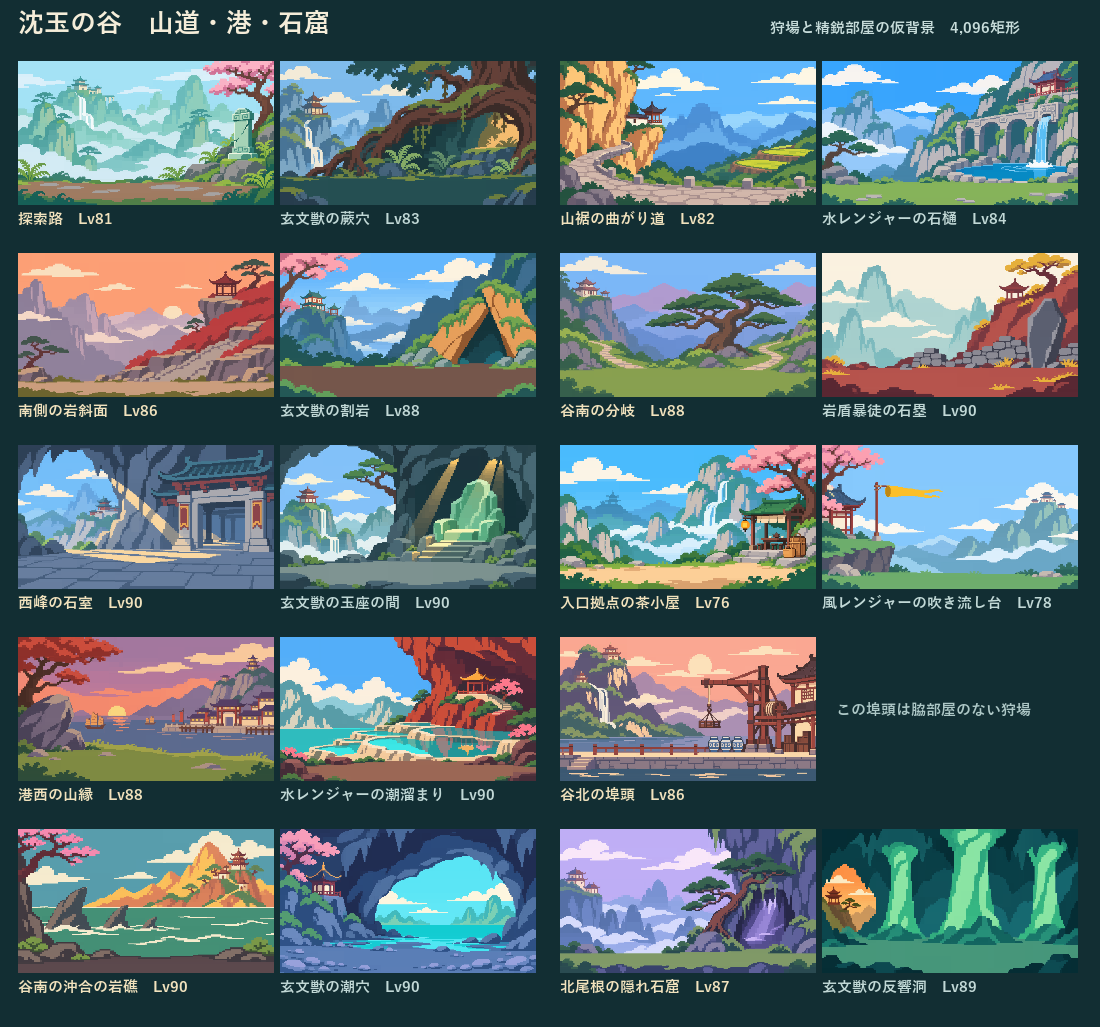 沈玉の谷　山道・港・石窟
狩場と精鋭部屋の仮背景　4,096矩形
探索路　Lv81
玄文獣の蕨穴　Lv83
山裾の曲がり道　Lv82
水レンジャーの石樋　Lv84
南側の岩斜面　Lv86
玄文獣の割岩　Lv88
谷南の分岐　Lv88
岩盾暴徒の石塁　Lv90
西峰の石室　Lv90
玄文獣の玉座の間　Lv90
入口拠点の茶小屋　Lv76
風レンジャーの吹き流し台　Lv78
港西の山縁　Lv88
水レンジャーの潮溜まり　Lv90
谷北の埠頭　Lv86
この埠頭は脇部屋のない狩場
谷南の沖合の岩礁　Lv90
玄文獣の潮穴　Lv90
北尾根の隠れ石窟　Lv87
玄文獣の反響洞　Lv89